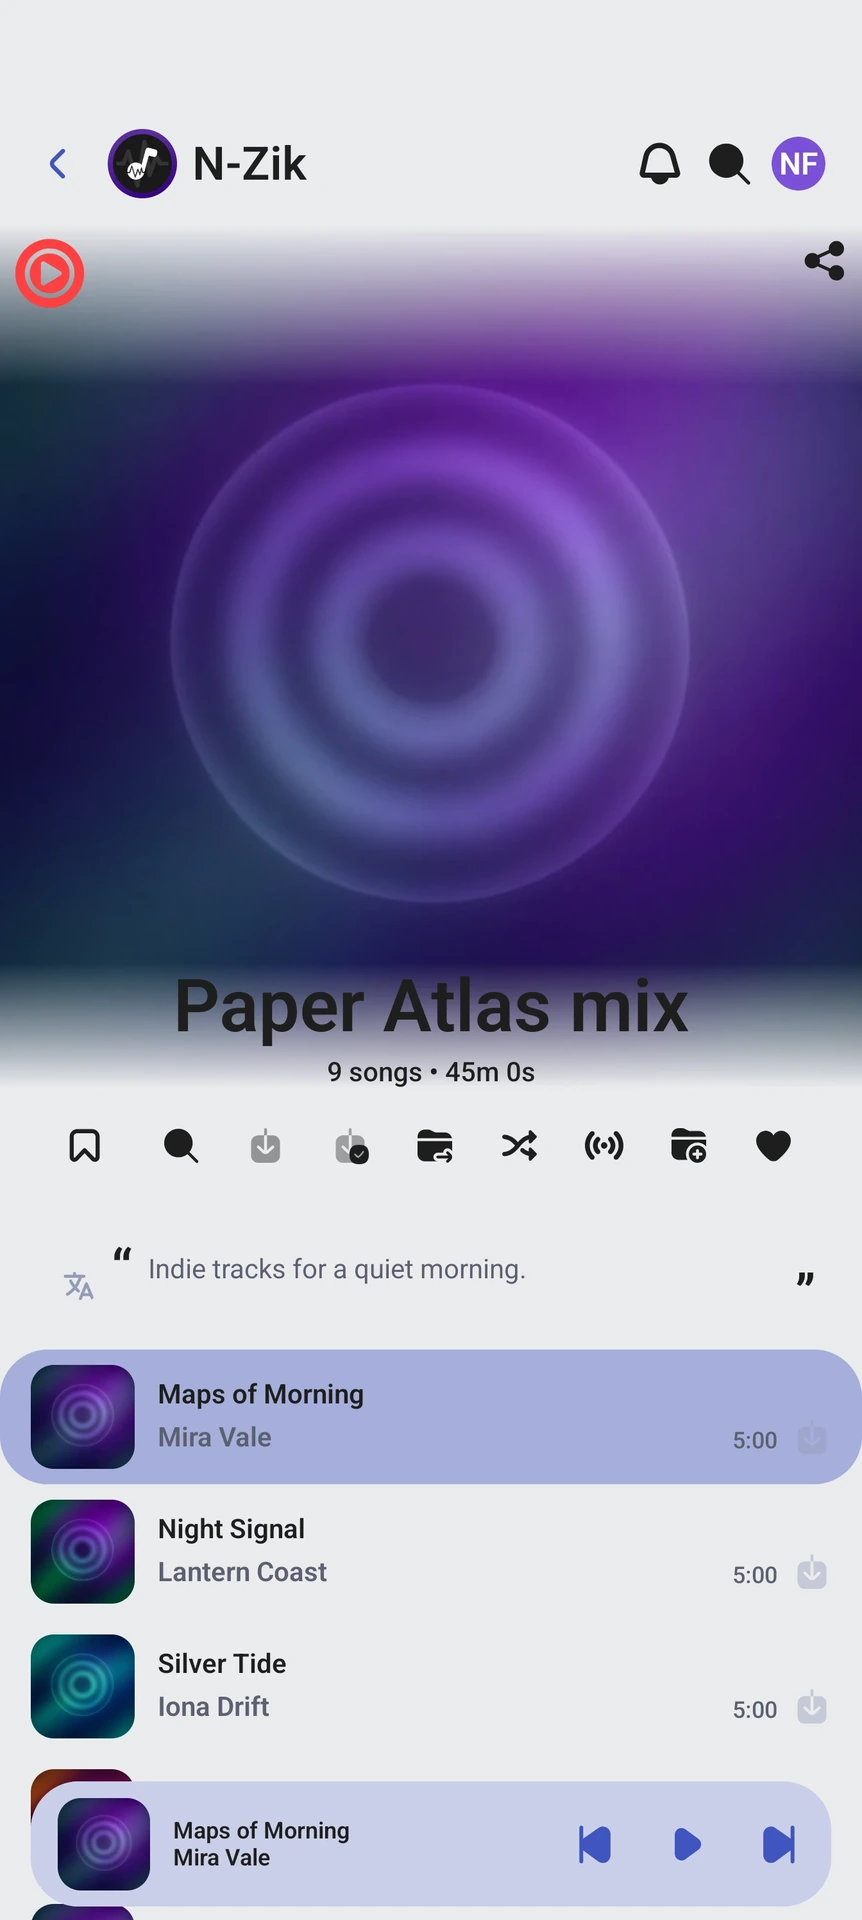 N-Zik
NF
Paper Atlas mix
9 songs • 45m 0s
“ Indie tracks for a quiet morning. ”
Maps of Morning
Mira Vale
5:00
Night Signal
Lantern Coast
5:00
Silver Tide
Iona Drift
5:00
Maps of Morning
Mira Vale